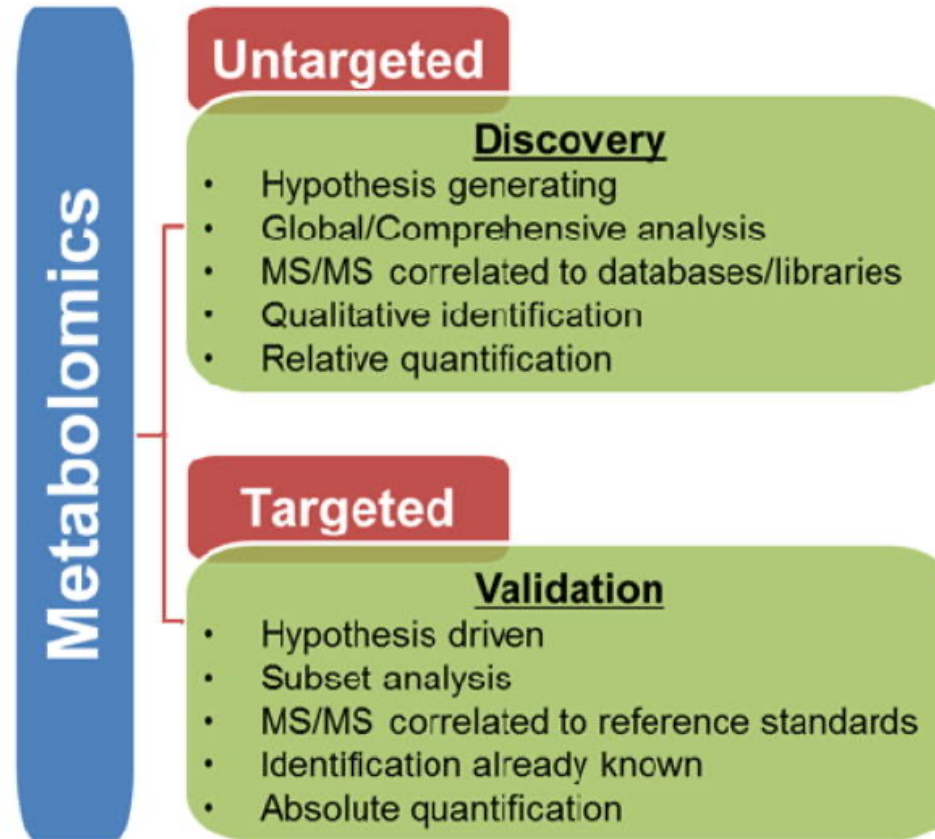 Metabolomics
Untargeted
Discovery
• Hypothesis generating
• Global/Comprehensive analysis
• MS/MS correlated to databases/libraries
• Qualitative identification
• Relative quantification
Targeted
Validation
• Hypothesis driven
• Subset analysis
• MS/MS correlated to reference standards
• Identification already known
• Absolute quantification